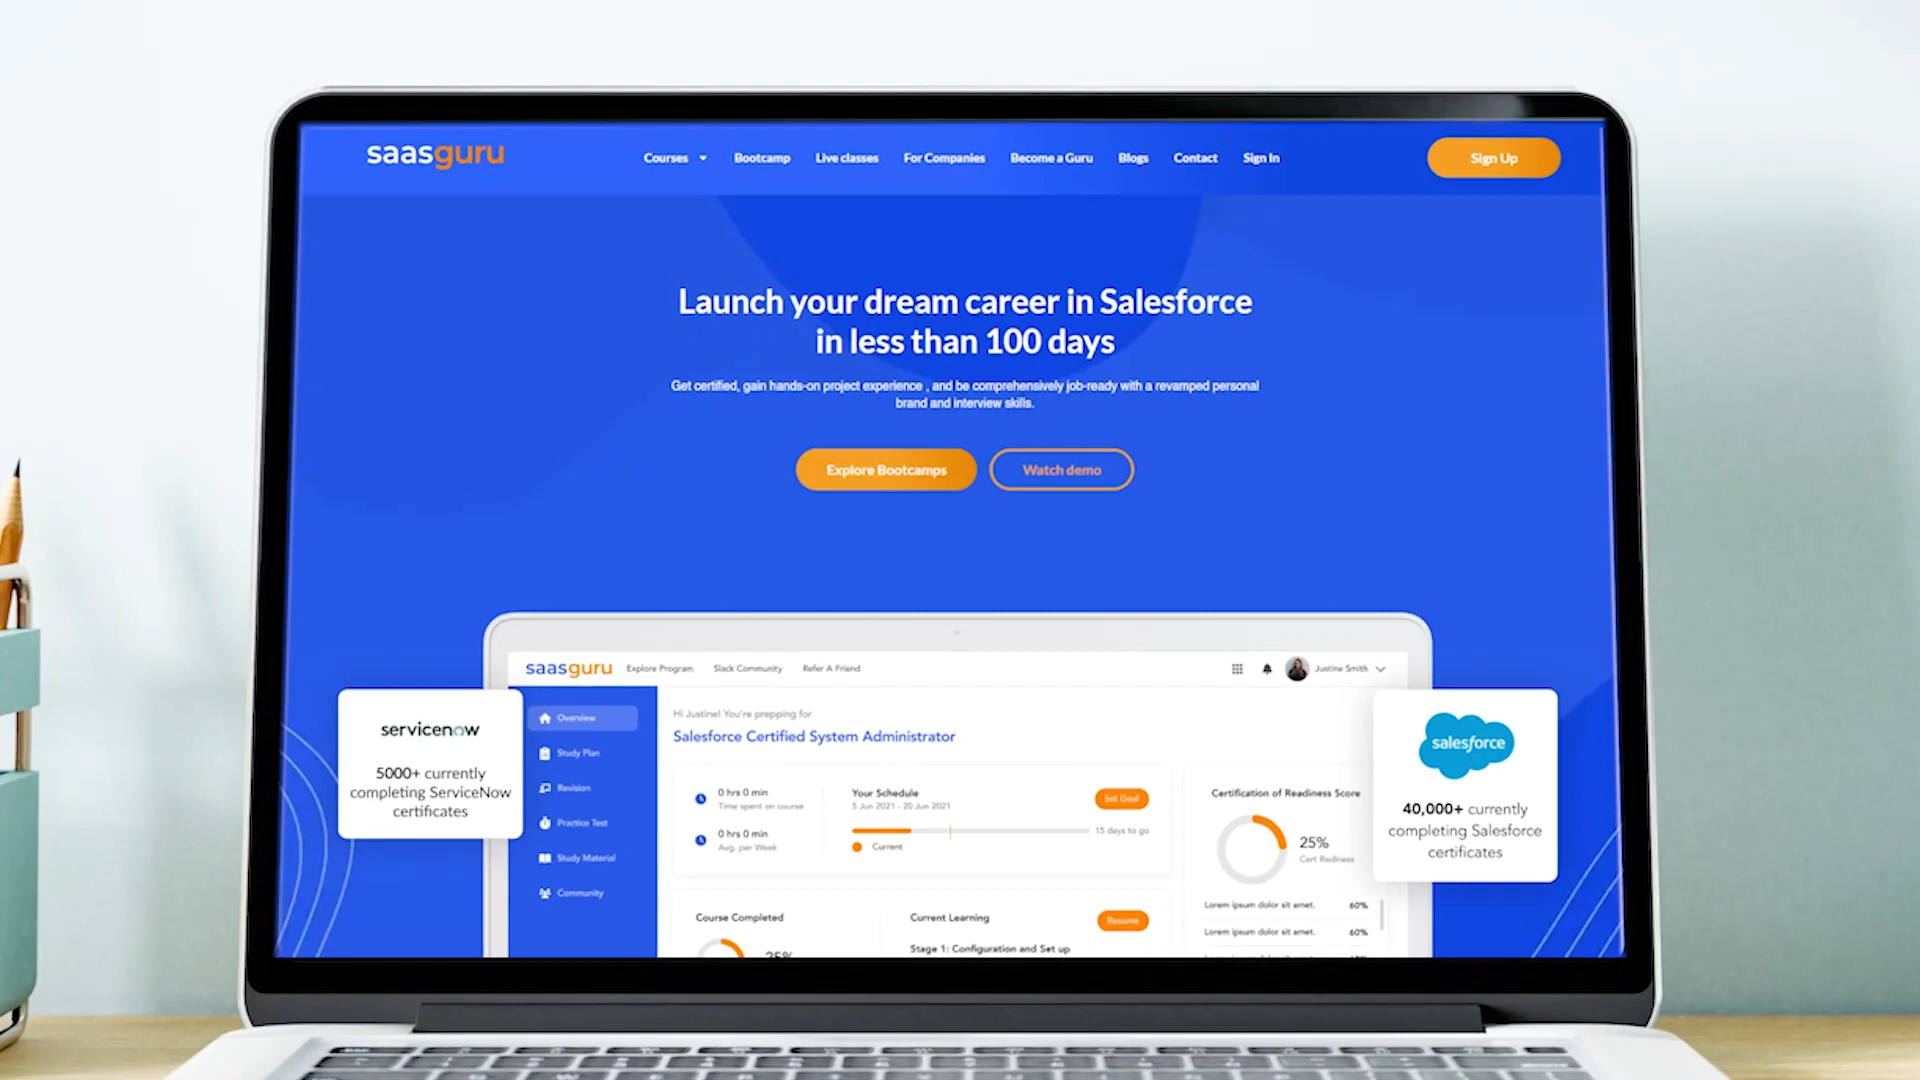 saasguru
Courses
Bootcamp
Live classes
For Companies
Become a Guru
Blogs
Contact
Sign In
Sign Up
Launch your dream career in Salesforce
in less than 100 days
Get certified, gain hands-on project experience , and be comprehensively job-ready with a revamped personal
brand and interview skills.
Explore Bootcamps
Watch demo
saasguru
Explore Program
Slack Community
Refer A Friend
Justine Smith
servicenow
5000+ currently
completing ServiceNow
certificates
Overview
Study Plan
Revision
Practice Test
Study Material
Community
Hi Justine! You're prepping for
Salesforce Certified System Administrator
0 hrs 0 min
Time spent on course
0 hrs 0 min
Avg. per Week
Your Schedule
5 Jun 2021 - 20 Jun 2021
Set Goal
15 days to go
Current
Certification of Readiness Score
25%
Cert Rediness
Lorem ipsum dolor sit amet. 60%
Lorem ipsum dolor sit amet. 60%
salesforce
40,000+ currently
completing Salesforce
certificates
Course Completed
25%
Current Learning
Resume
Stage 1: Configuration and Set up